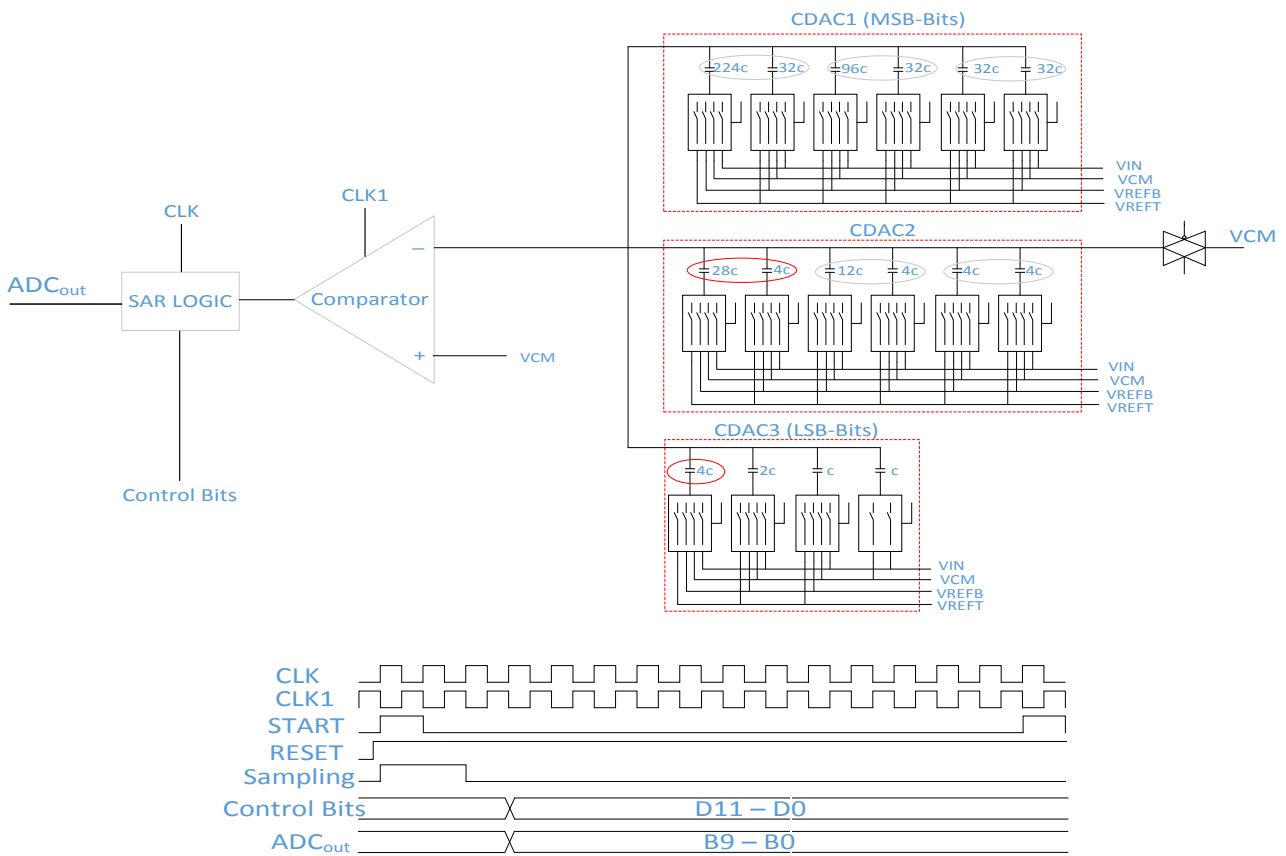 CDAC1 (MSB-Bits)
224c 32c 96c 32c 32c 32c
VIN
VCM
VREFB
VREFT
CLK1
CLK
CDAC2
VCM
28c 4c 12c 4c 4c 4c
ADCout
SAR LOGIC
Comparator
−
+
VCM
VIN
VCM
VREFB
VREFT
CDAC3 (LSB-Bits)
4c 2c c c
Control Bits
VIN
VCM
VREFB
VREFT
CLK
CLK1
START
RESET
Sampling
Control Bits D11 – D0
ADCout B9 – B0